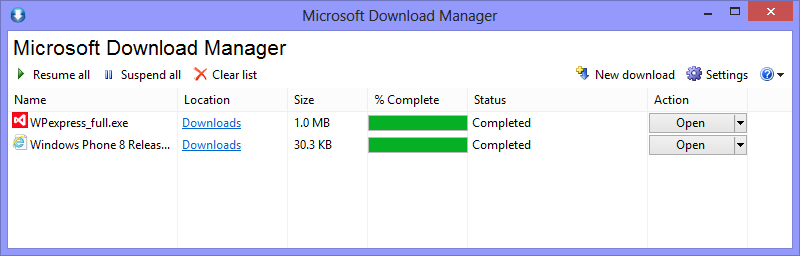 Microsoft Download Manager
Microsoft Download Manager
Resume all Suspend all Clear list New download Settings ?
Name Location Size % Complete Status Action
WPexpress_full.exe Downloads 1.0 MB Completed Open
Windows Phone 8 Releas... Downloads 30.3 KB Completed Open